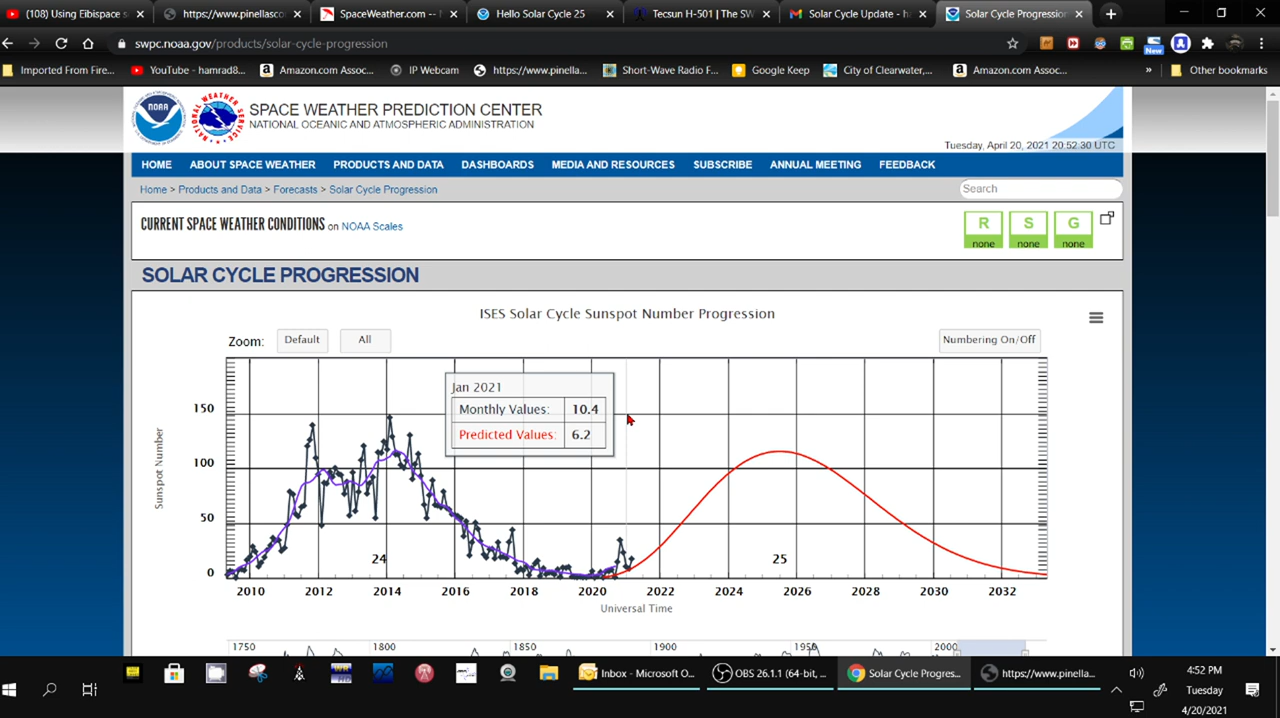 (108) Using Eibispace for × https://www.pinellasco × SpaceWeather.com -- N × Hello Solar Cycle 25 × Tecsun H-501 | The SW × Solar Cycle Update - ha × Solar Cycle Progression ×
swpc.noaa.gov/products/solar-cycle-progression
New
Imported From Fire... YouTube - hamrad8... Amazon.com Assoc... IP Webcam https://www.pinella... Short-Wave Radio F... Google Keep City of Clearwater,... Amazon.com Assoc... » Other bookmarks
NOAA
NATIONAL WEATHER SERVICE
SPACE WEATHER PREDICTION CENTER
NATIONAL OCEANIC AND ATMOSPHERIC ADMINISTRATION
Tuesday, April 20, 2021 20:52:30 UTC
HOME ABOUT SPACE WEATHER PRODUCTS AND DATA DASHBOARDS MEDIA AND RESOURCES SUBSCRIBE ANNUAL MEETING FEEDBACK
Home > Products and Data > Forecasts > Solar Cycle Progression
Search
CURRENT SPACE WEATHER CONDITIONS on NOAA Scales
R S G
none none none
SOLAR CYCLE PROGRESSION
ISES Solar Cycle Sunspot Number Progression
Zoom: Default All
Numbering On/Off
Jan 2021
Monthly Values: 10.4
Predicted Values: 6.2
Sunspot Number
150
100
50
0
24 25
2010 2012 2014 2016 2018 2020 2022 2024 2026 2028 2030 2032
Universal Time
1750 1800 1850 1900 1950 2000
Inbox - Microsoft O... OBS 26.1.1 (64-bit, ... Solar Cycle Progres... https://www.pinella...
4:52 PM
Tuesday
4/20/2021